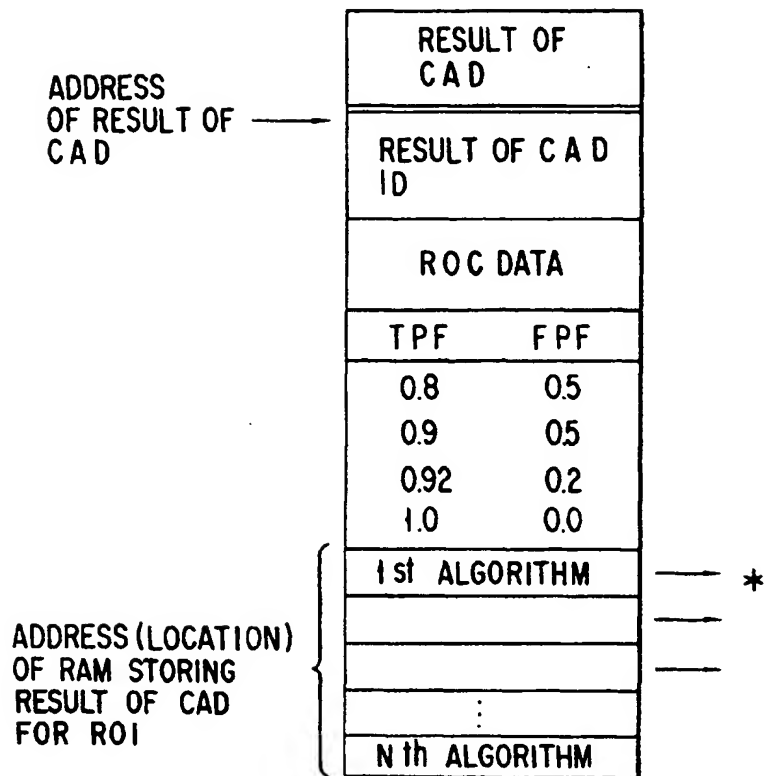 RESULT OF
CAD
ADDRESS
OF RESULT OF
CAD
RESULT OF CAD
ID
ROC DATA
TPF FPF
0.8 0.5
0.9 0.5
0.92 0.2
1.0 0.0
1st ALGORITHM *
ADDRESS (LOCATION)
OF RAM STORING
RESULT OF CAD
FOR ROI
⋮
Nth ALGORITHM